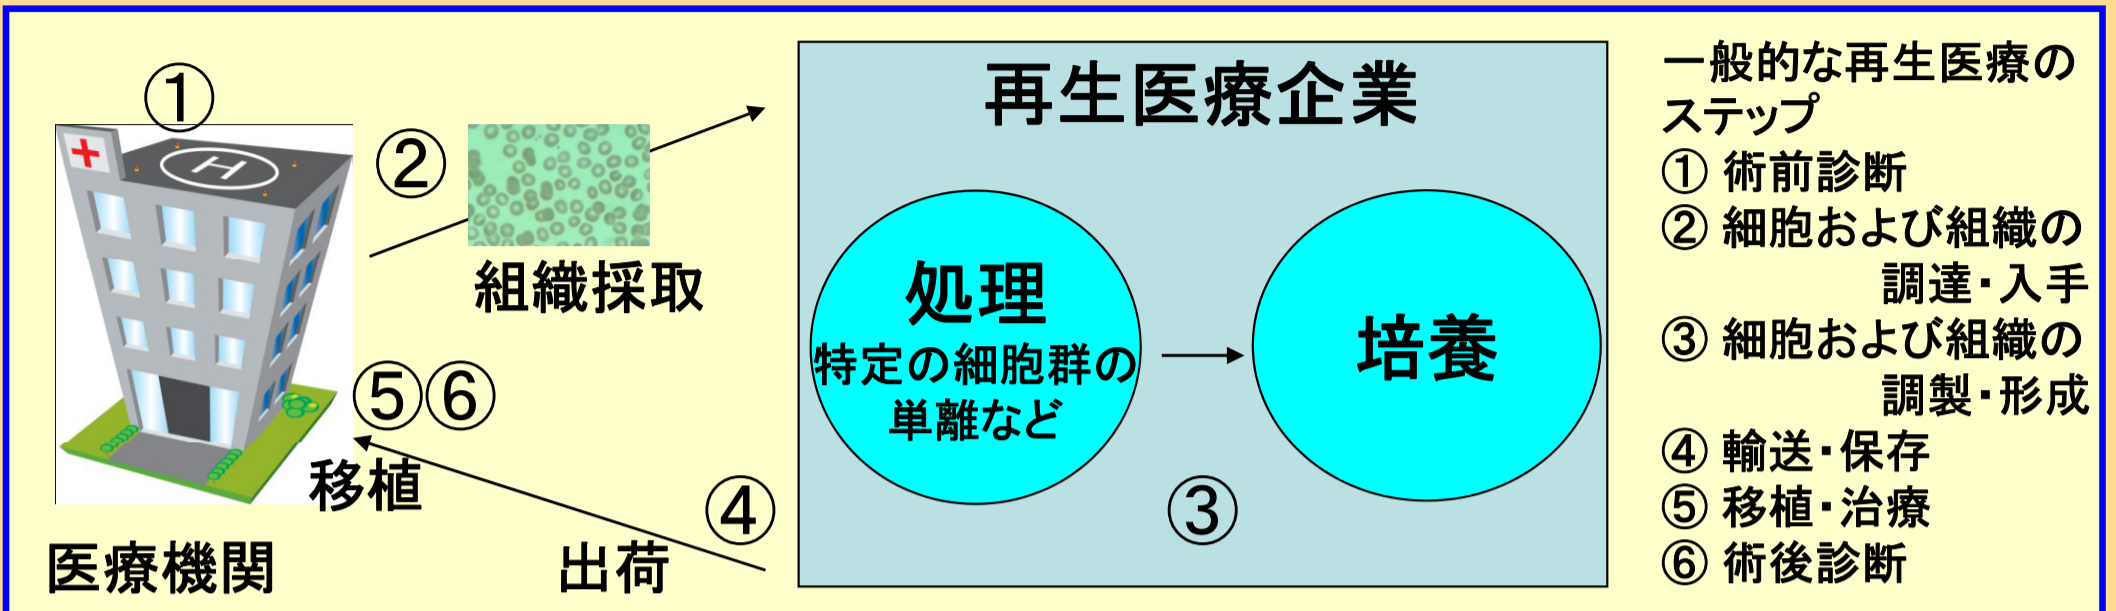 ①
②
組織採取
⑤⑥
移植
医療機関
④
出荷
再生医療企業
処理
特定の細胞群の
単離など
培養
③
一般的な再生医療の
ステップ
① 術前診断
② 細胞および組織の
調達・入手
③ 細胞および組織の
調製・形成
④ 輸送・保存
⑤ 移植・治療
⑥ 術後診断
H